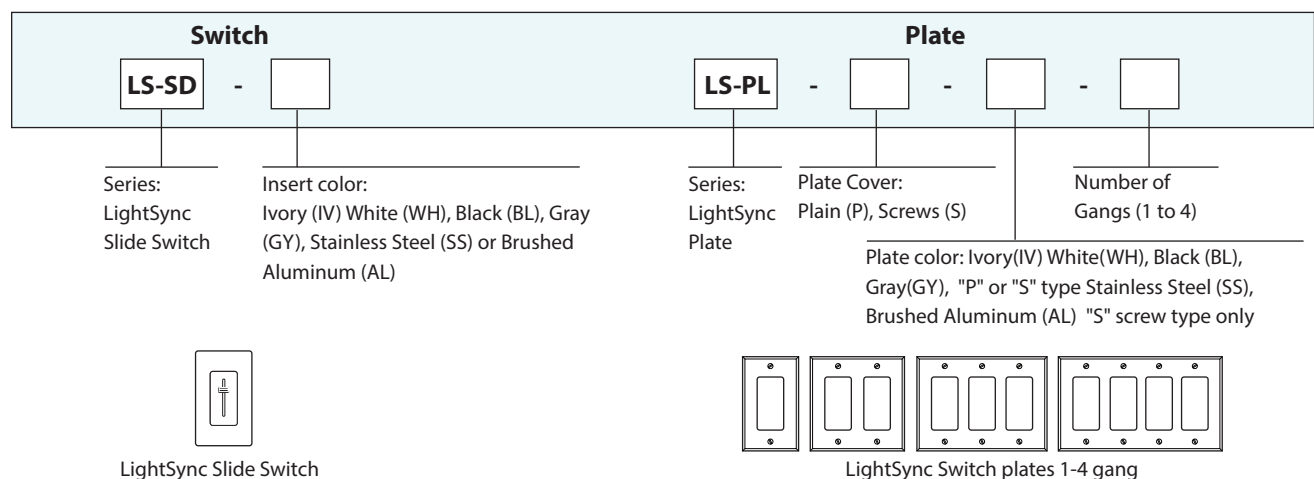 Switch
LS-SD -
Series:
LightSync
Slide Switch
Insert color:
Ivory (IV) White (WH), Black (BL), Gray
(GY), Stainless Steel (SS) or Brushed
Aluminum (AL)
LightSync Slide Switch
Plate
LS-PL - - -
Series:
LightSync
Plate
Plate Cover:
Plain (P), Screws (S)
Number of
Gangs (1 to 4)
Plate color: Ivory(IV) White(WH), Black (BL),
Gray(GY), "P" or "S" type Stainless Steel (SS),
Brushed Aluminum (AL) "S" screw type only
LightSync Switch plates 1-4 gang